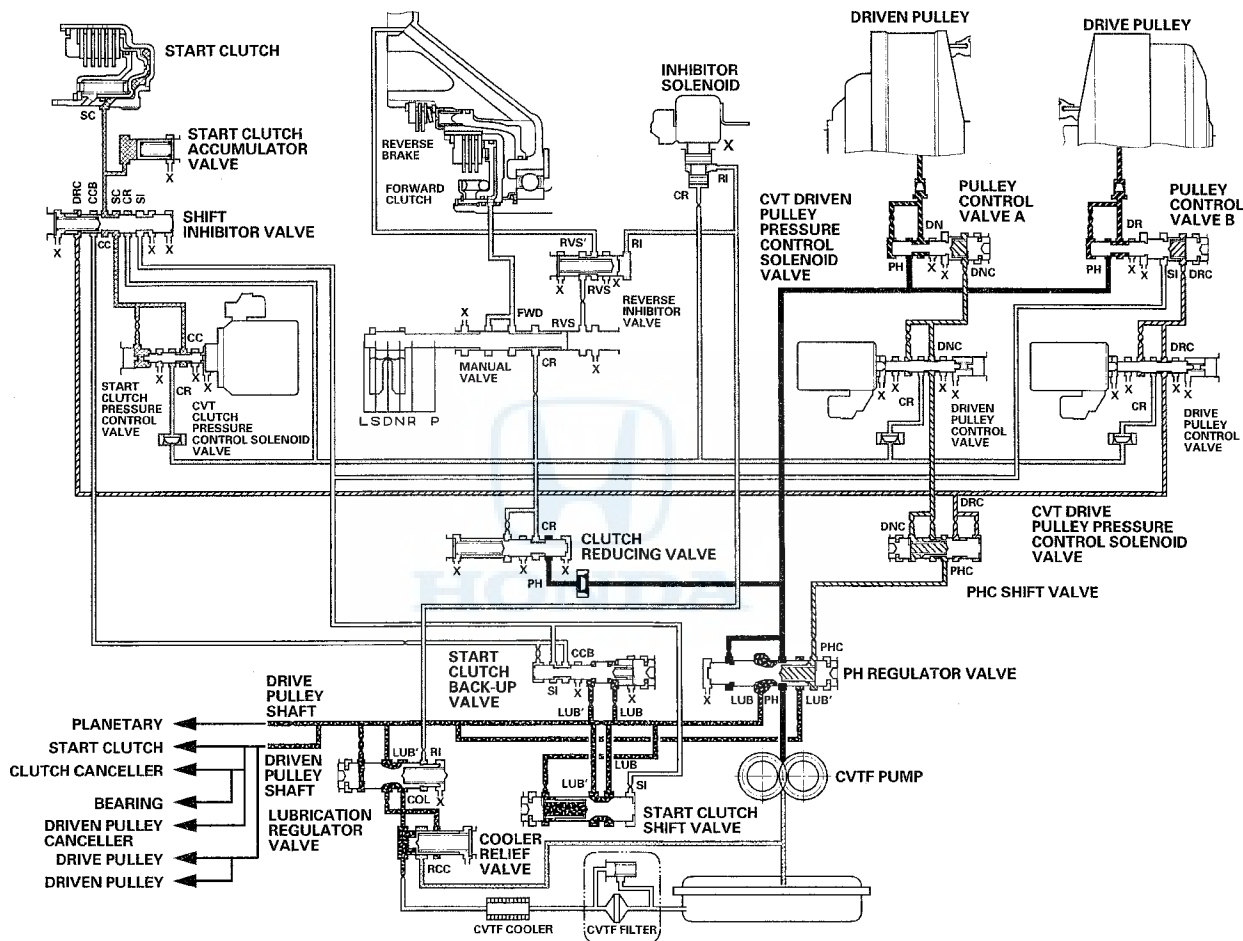 START CLUTCH
SC
START CLUTCH
ACCUMULATOR
VALVE
X
DRC
CCB
SC
CR
SI
SHIFT
INHIBITOR VALVE
X
CC
X
X
REVERSE
BRAKE
FORWARD
CLUTCH
INHIBITOR
SOLENOID
X
RI
CR
DRIVEN PULLEY
DRIVE PULLEY
CVT DRIVEN
PULLEY
PRESSURE
CONTROL
SOLENOID
VALVE
PULLEY
CONTROL
VALVE A
DN
PH
X
X
DNC
PULLEY
CONTROL
VALVE B
DR
PH
X
X
SI
DRC
RVS'
RI
X
RVS
X
REVERSE
INHIBITOR
VALVE
X
FWD
RVS
MANUAL
VALVE
CR
X
L S D N R P
CC
X
X
X
CR
START
CLUTCH
PRESSURE
CONTROL
VALVE
CVT
CLUTCH
PRESSURE
CONTROL SOLENOID
VALVE
DNC
X
X
CR
X
X
DRIVEN
PULLEY
CONTROL
VALVE
DRC
X
X
CR
X
X
DRIVE
PULLEY
CONTROL
VALVE
CR
CLUTCH
REDUCING VALVE
X
X
X
PH
HONDA
DRC
DNC
PHC
CVT DRIVE
PULLEY PRESSURE
CONTROL SOLENOID
VALVE
PHC SHIFT VALVE
START
CLUTCH
BACK-UP
VALVE
CCB
SI
X
X
LUB'
LUB
PHC
PH REGULATOR VALVE
X
LUB
PH
LUB'
DRIVE
PULLEY
SHAFT
PLANETARY
START CLUTCH
CLUTCH CANCELLER
BEARING
DRIVEN PULLEY
CANCELLER
DRIVE PULLEY
DRIVEN PULLEY
DRIVEN
PULLEY
SHAFT
LUB'
RI
COL
X
LUBRICATION
REGULATOR
VALVE
LUB
LUB'
SI
X
START CLUTCH
SHIFT VALVE
CVTF PUMP
COOLER
RELIEF
VALVE
RCC
X
CVTF COOLER
CVTF FILTER